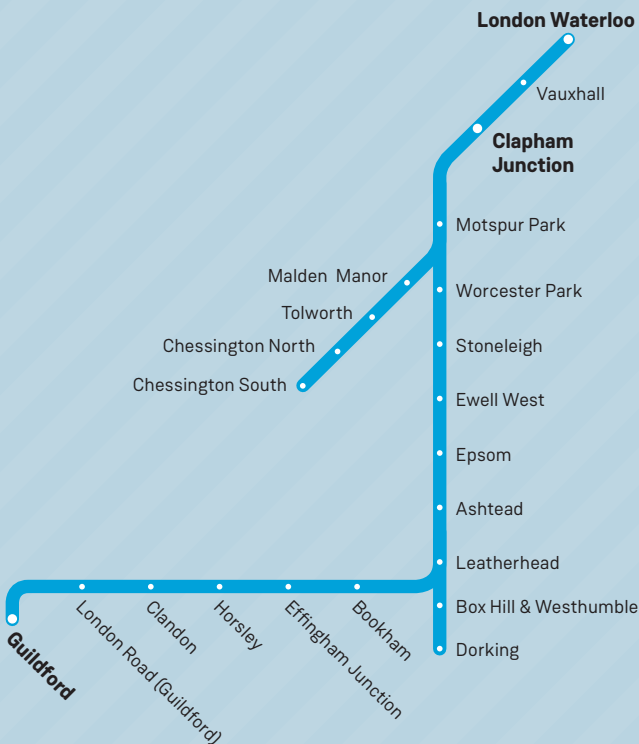 London Waterloo
Vauxhall
Clapham
Junction
Motspur Park
Malden Manor
Worcester Park
Tolworth
Chessington North
Stoneleigh
Chessington South
Ewell West
Epsom
Ashtead
Leatherhead
Box Hill & Westhumble
Dorking
Guildford
London Road (Guildford)
Clandon
Horsley
Effingham Junction
Bookham